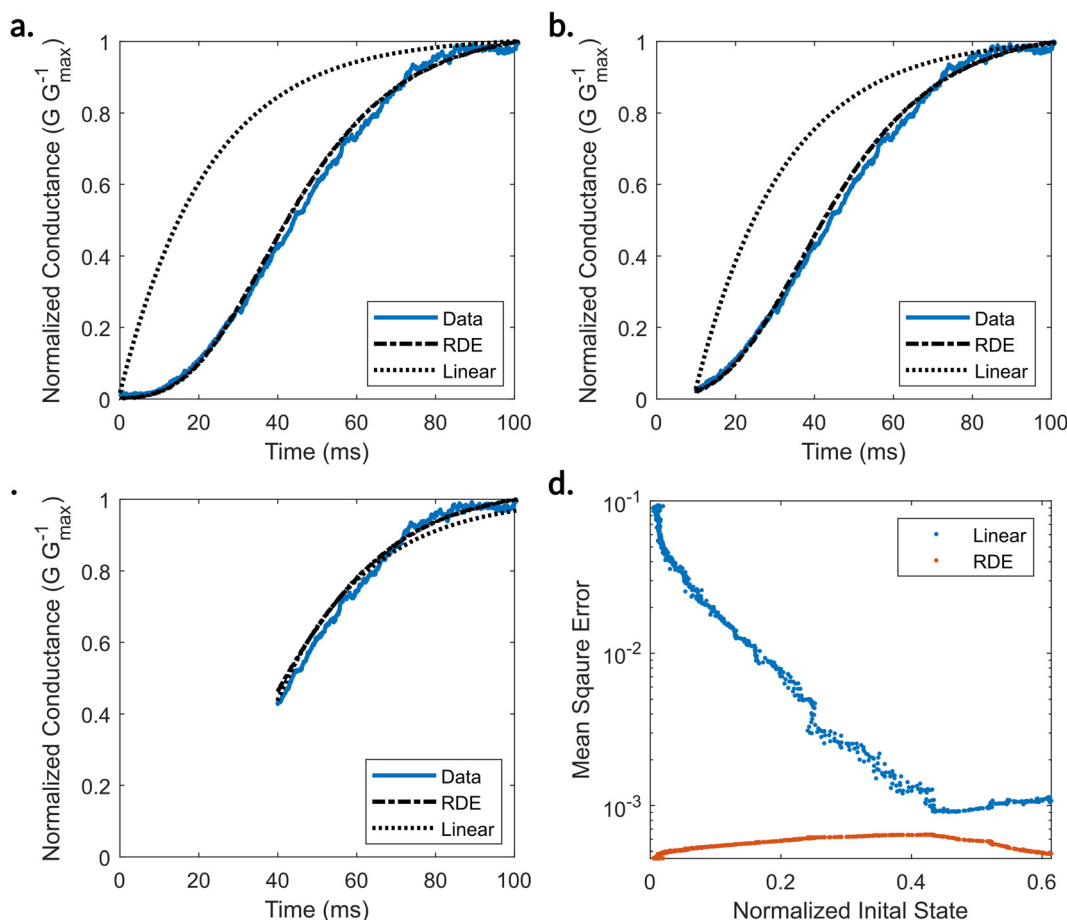 a.
Normalized Conductance (G G⁻¹max)
1
0.8
0.6
0.4
0.2
0
Data
RDE
Linear
0 20 40 60 80 100
Time (ms)
b.
Normalized Conductance (G G⁻¹max)
1
0.8
0.6
0.4
0.2
0
Data
RDE
Linear
0 20 40 60 80 100
Time (ms)
.
Normalized Conductance (G G⁻¹max)
1
0.8
0.6
0.4
0.2
0
Data
RDE
Linear
0 20 40 60 80 100
Time (ms)
d.
Mean Sqaure Error
10⁻¹
10⁻²
10⁻³
Linear
RDE
0 0.2 0.4 0.6
Normalized Inital State